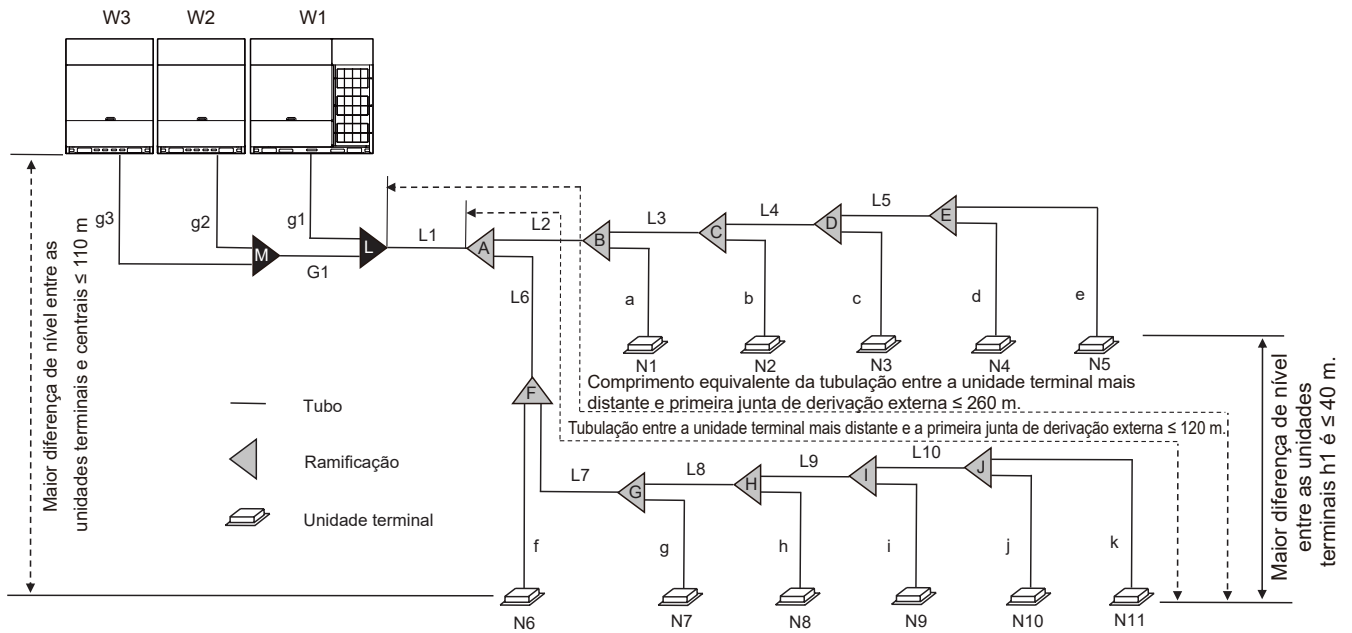 W3
W2
W1
g3
g2
g1
M
L
G1
L1
A
L2
B
L3
C
L4
D
L5
E
L6
a
b
c
d
e
N1
N2
N3
N4
N5
Maior diferença de nível entre as
unidades terminais e centrais ≤ 110 m
Comprimento equivalente da tubulação entre a unidade terminal mais
distante e primeira junta de derivação externa ≤ 260 m.
Tubulação entre a unidade terminal mais distante e a primeira junta de derivação externa ≤ 120 m.
Maior diferença de nível
entre as unidades
terminais h1 é ≤ 40 m.
Tubo
Ramificação
Unidade terminal
F
L7
G
L8
H
L9
I
L10
J
f
g
h
i
j
k
N6
N7
N8
N9
N10
N11